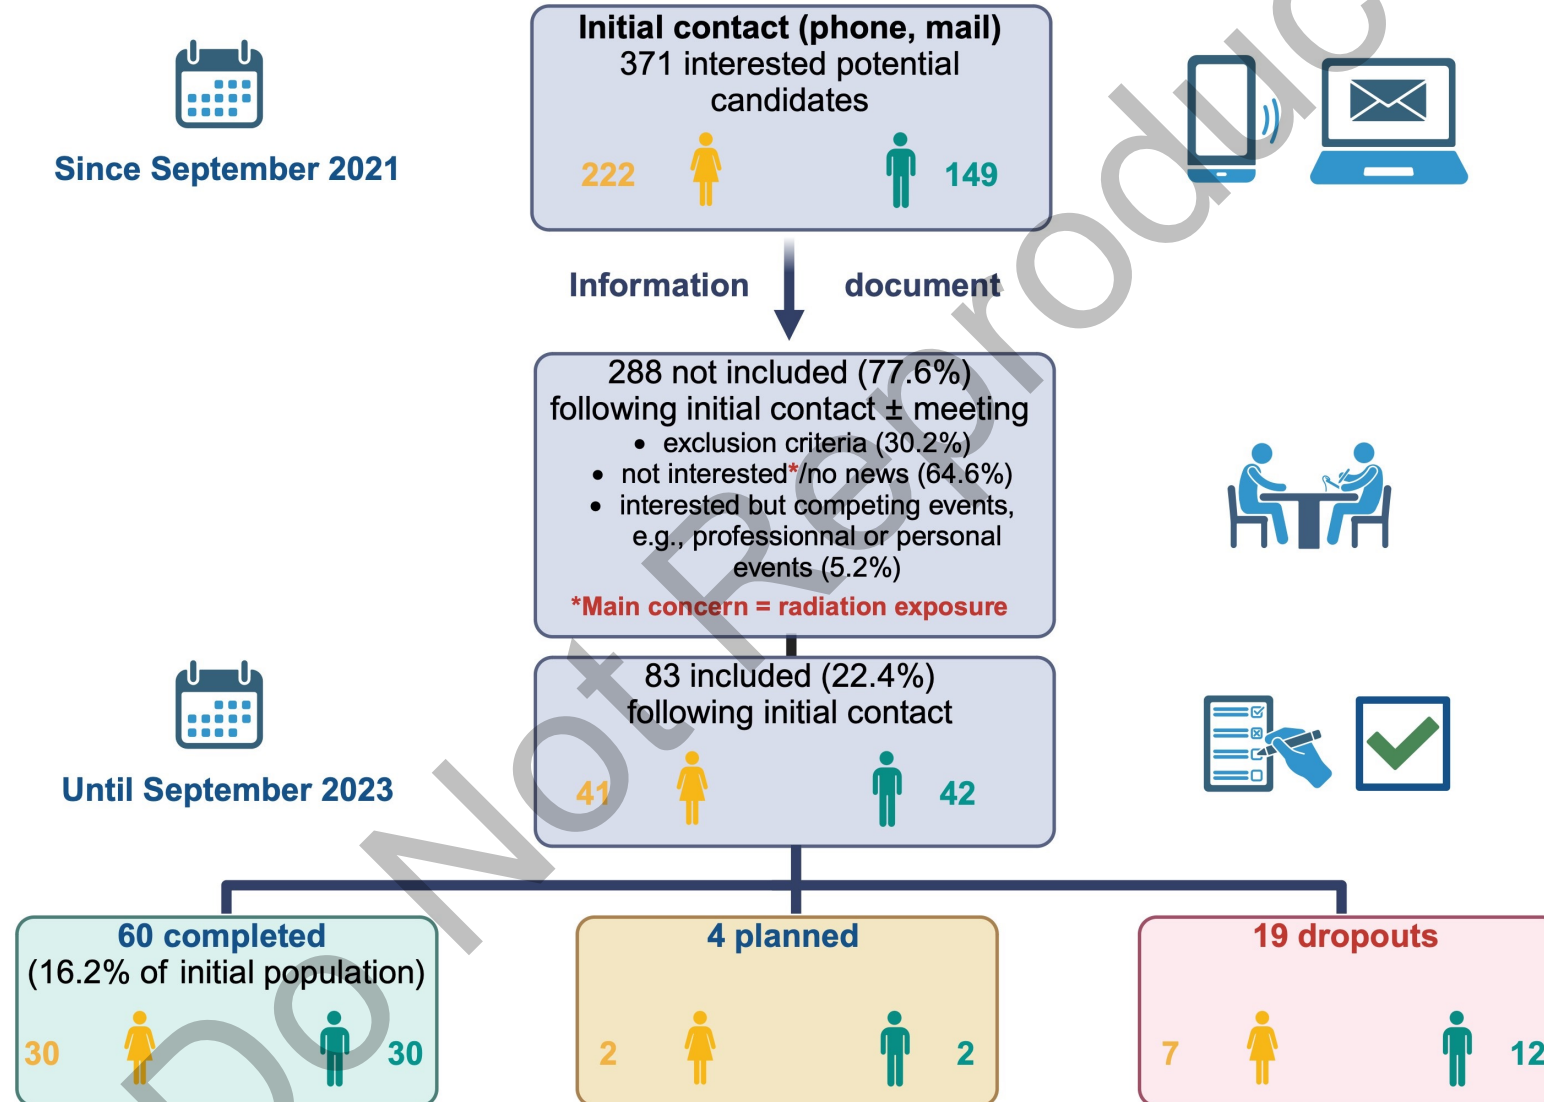 Initial contact (phone, mail)
371 interested potential
candidates
222
149
Since September 2021
Information document
288 not included (77.6%)
following initial contact ± meeting
• exclusion criteria (30.2%)
• not interested*/no news (64.6%)
• interested but competing events,
e.g., professionnal or personal
events (5.2%)
*Main concern = radiation exposure
83 included (22.4%)
following initial contact
41
42
Until September 2023
60 completed
(16.2% of initial population)
30
30
4 planned
2
2
19 dropouts
7
12
Do Not Reproduc